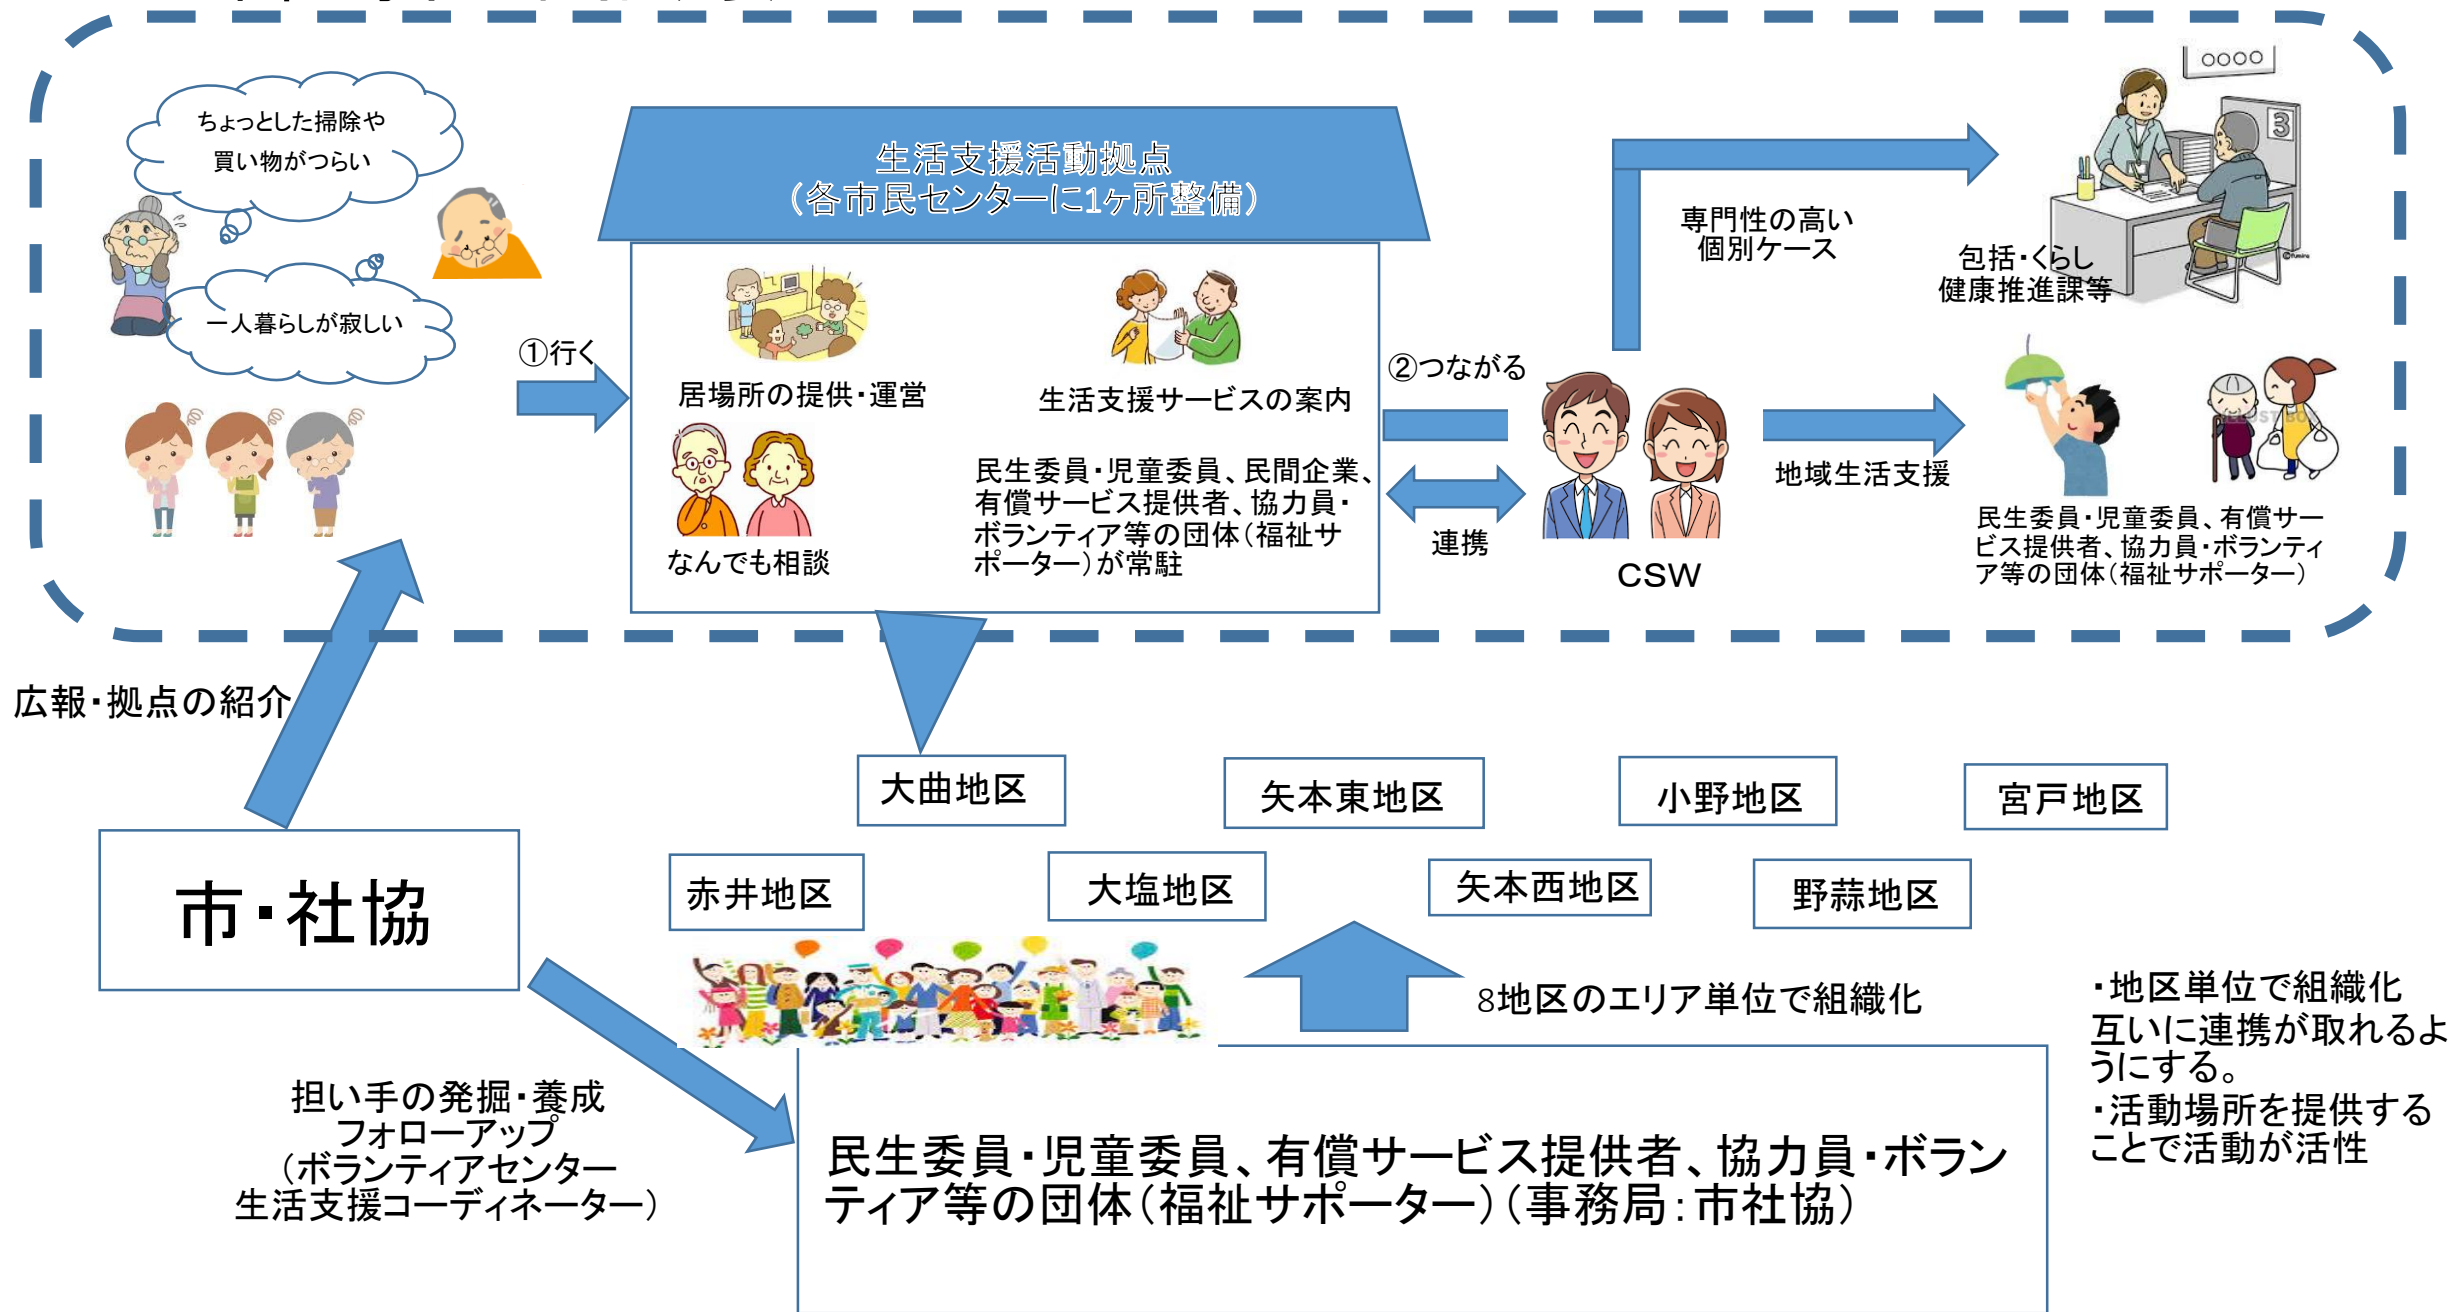 ちょっとした掃除や
買い物がつらい
一人暮らしが寂しい
①行く
生活支援活動拠点
（各市民センターに1ヶ所整備）
居場所の提供・運営
生活支援サービスの案内
なんでも相談
民生委員・児童委員、民間企業、
有償サービス提供者、協力員・
ボランティア等の団体（福祉サ
ポーター）が常駐
②つながる
連携
CSW
専門性の高い
個別ケース
○○○○
3
包括・くらし
健康推進課等
地域生活支援
民生委員・児童委員、有償サー
ビス提供者、協力員・ボランティ
ア等の団体（福祉サポーター）
広報・拠点の紹介
市・社協
大曲地区
矢本東地区
小野地区
宮戸地区
赤井地区
大塩地区
矢本西地区
野蒜地区
8地区のエリア単位で組織化
・地区単位で組織化
互いに連携が取れるよ
うにする。
・活動場所を提供する
ことで活動が活性
担い手の発掘・養成
フォローアップ
（ボランティアセンター
生活支援コーディネーター）
民生委員・児童委員、有償サービス提供者、協力員・ボラン
ティア等の団体（福祉サポーター）（事務局：市社協）